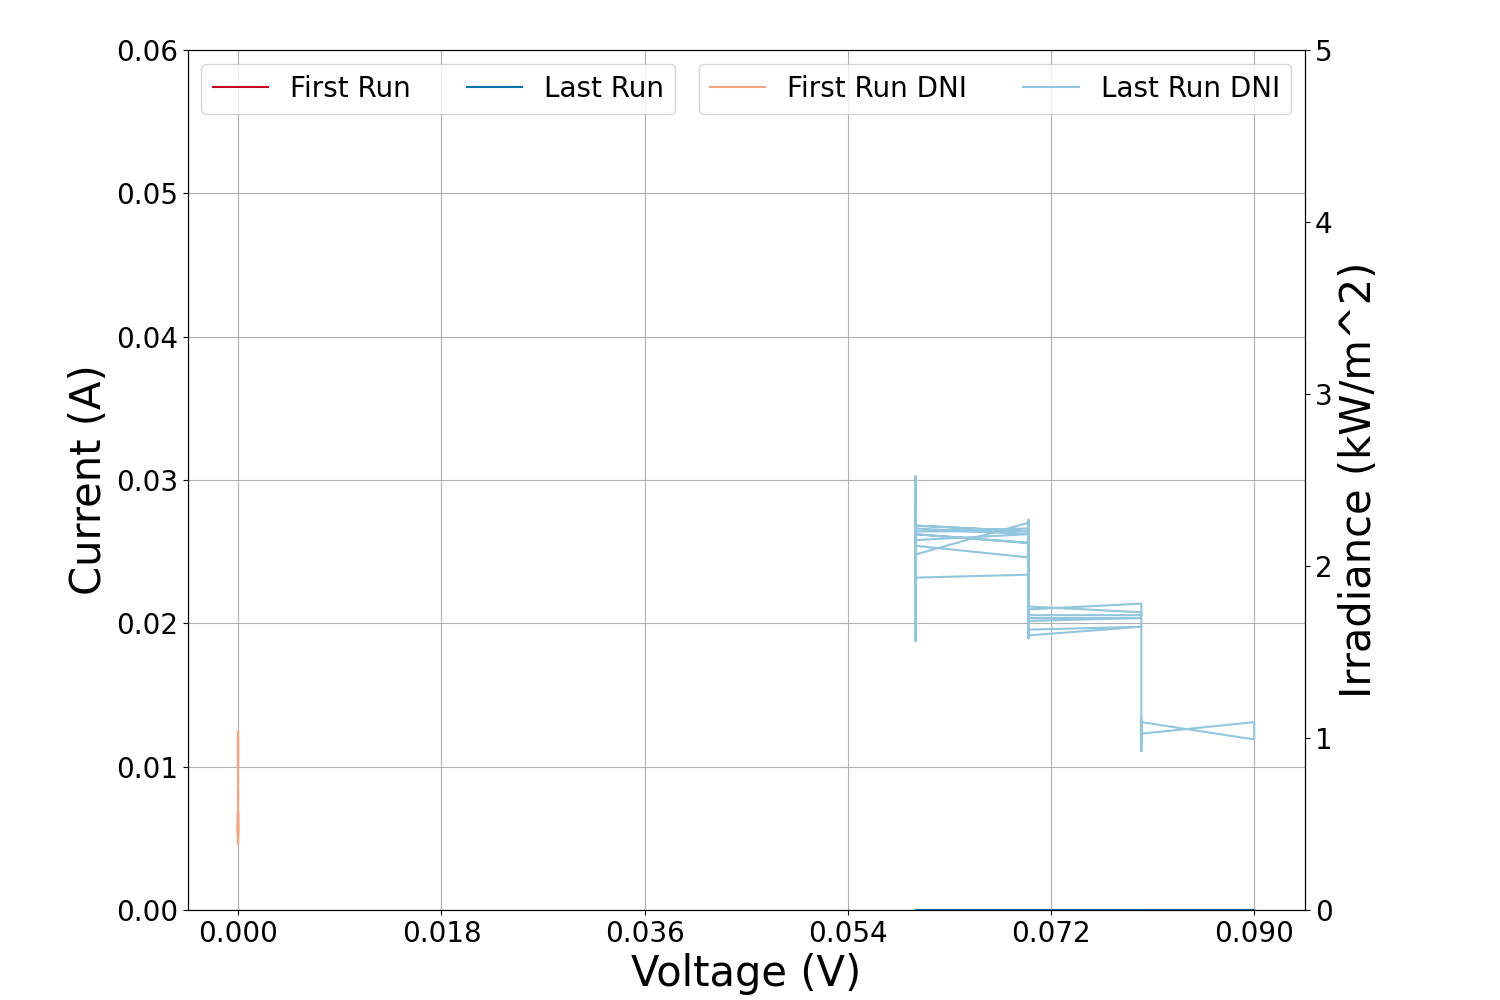 0.06
0.05
0.04
0.03
0.02
0.01
0.00
Current (A)
First Run
Last Run
First Run DNI
Last Run DNI
5
4
3
2
1
0
Irradiance (kW/m^2)
0.000
0.018
0.036
0.054
0.072
0.090
Voltage (V)